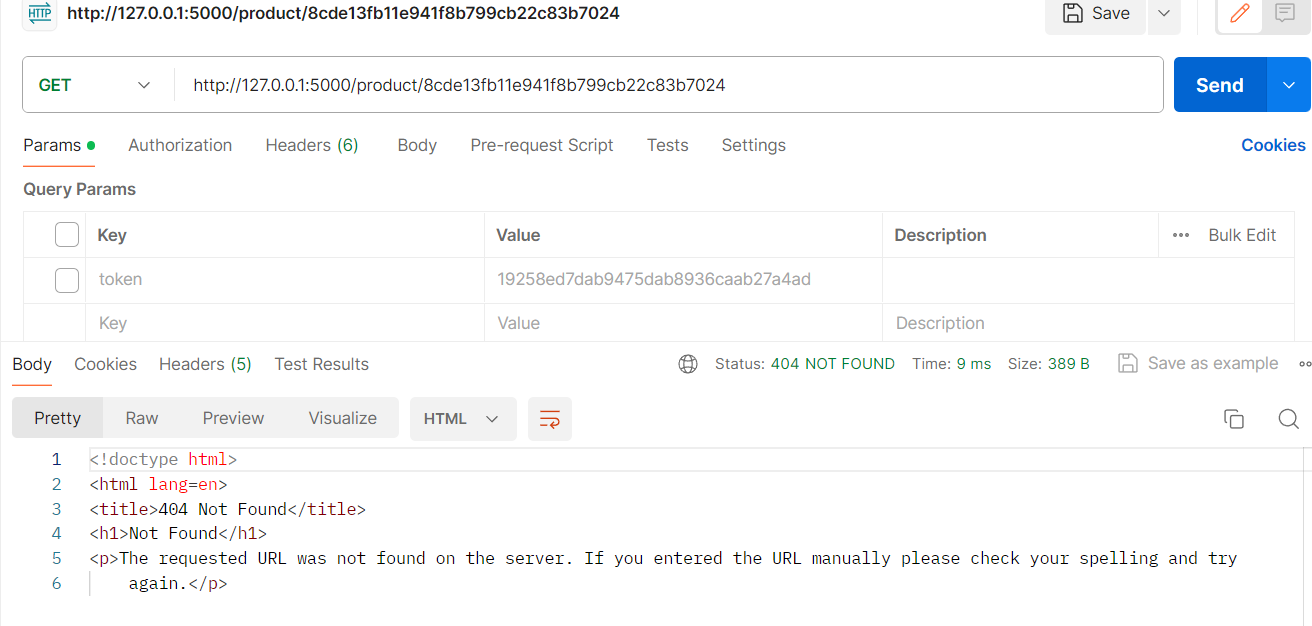 HTTP http://127.0.0.1:5000/product/8cde13fb11e941f8b799cb22c83b7024 Save
GET http://127.0.0.1:5000/product/8cde13fb11e941f8b799cb22c83b7024 Send
Params Authorization Headers (6) Body Pre-request Script Tests Settings Cookies
Query Params
Key Value Description Bulk Edit
token 19258ed7dab9475dab8936caab27a4ad
Key Value Description
Body Cookies Headers (5) Test Results Status: 404 NOT FOUND Time: 9 ms Size: 389 B Save as example
Pretty Raw Preview Visualize HTML
1 <!doctype html>
2 <html lang=en>
3 <title>404 Not Found</title>
4 <h1>Not Found</h1>
5 <p>The requested URL was not found on the server. If you entered the URL manually please check your spelling and try
6 again.</p>